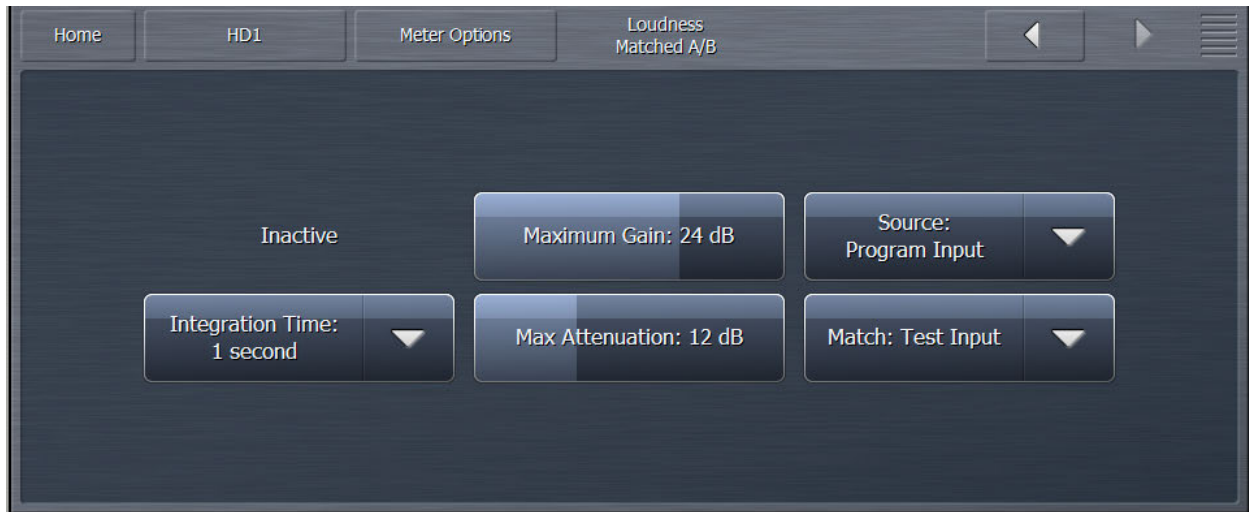 Home
HD1
Meter Options
Loudness
Matched A/B
Inactive
Maximum Gain: 24 dB
Source:
Program Input
Integration Time:
1 second
Max Attenuation: 12 dB
Match: Test Input